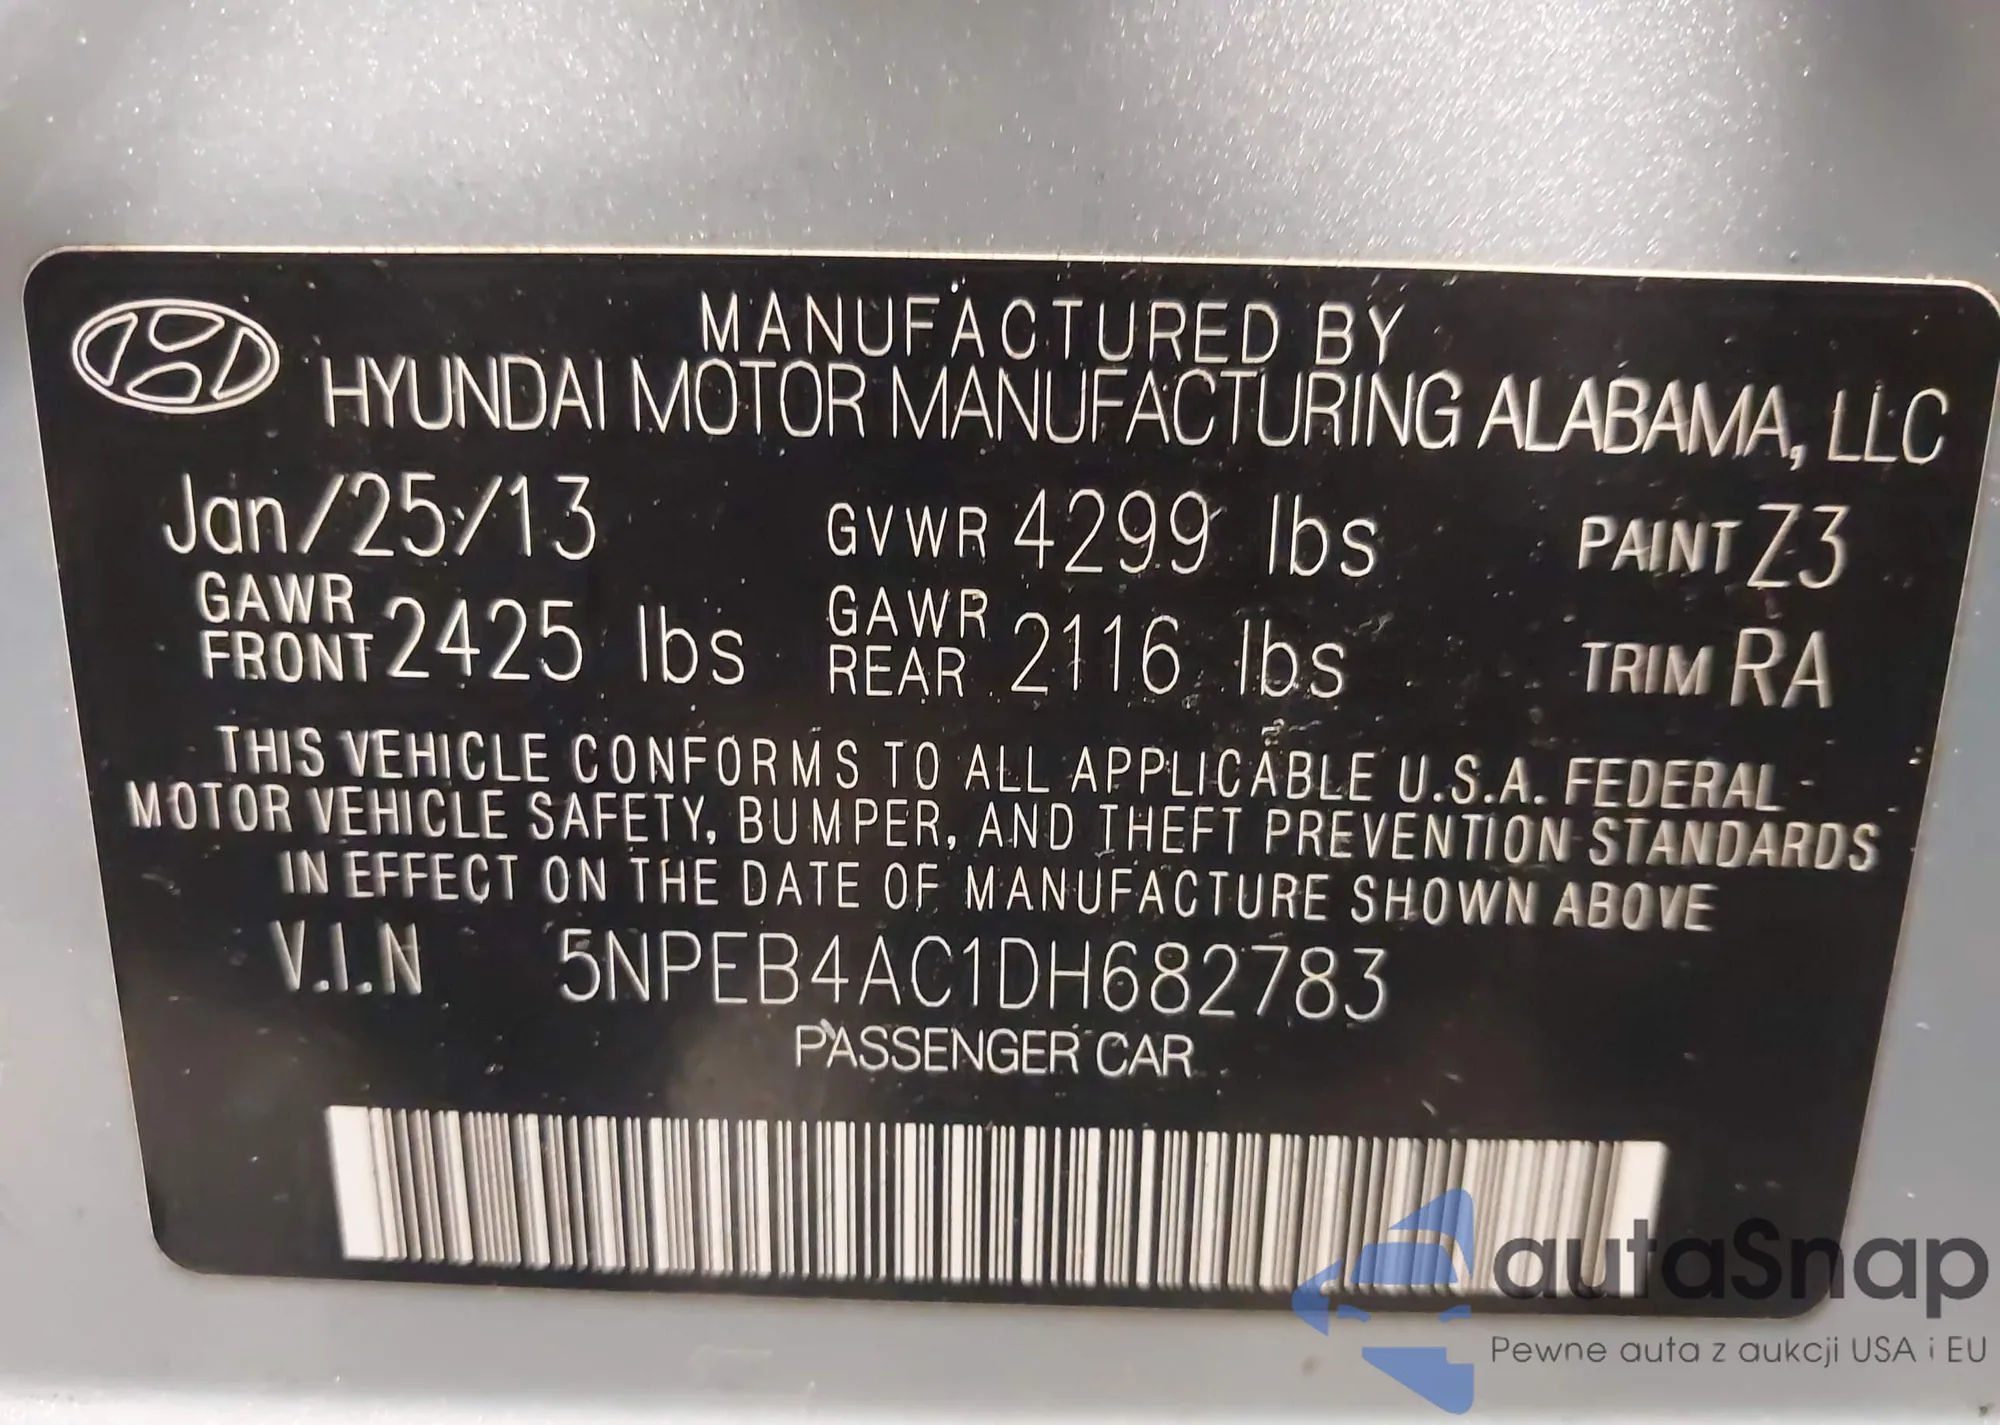 MANUFACTURED BY
HYUNDAI MOTOR MANUFACTURING ALABAMA, LLC
Jan/25/13 GVWR 4299 lbs PAINT Z3
GAWR FRONT 2425 lbs GAWR REAR 2116 lbs TRIM RA
THIS VEHICLE CONFORMS TO ALL APPLICABLE U.S.A. FEDERAL
MOTOR VEHICLE SAFETY, BUMPER, AND THEFT PREVENTION STANDARDS
IN EFFECT ON THE DATE OF MANUFACTURE SHOWN ABOVE
V.I.N 5NPEB4AC1DH682783
PASSENGER CAR
autaSnap
Pewne auta z aukcji USA i EU